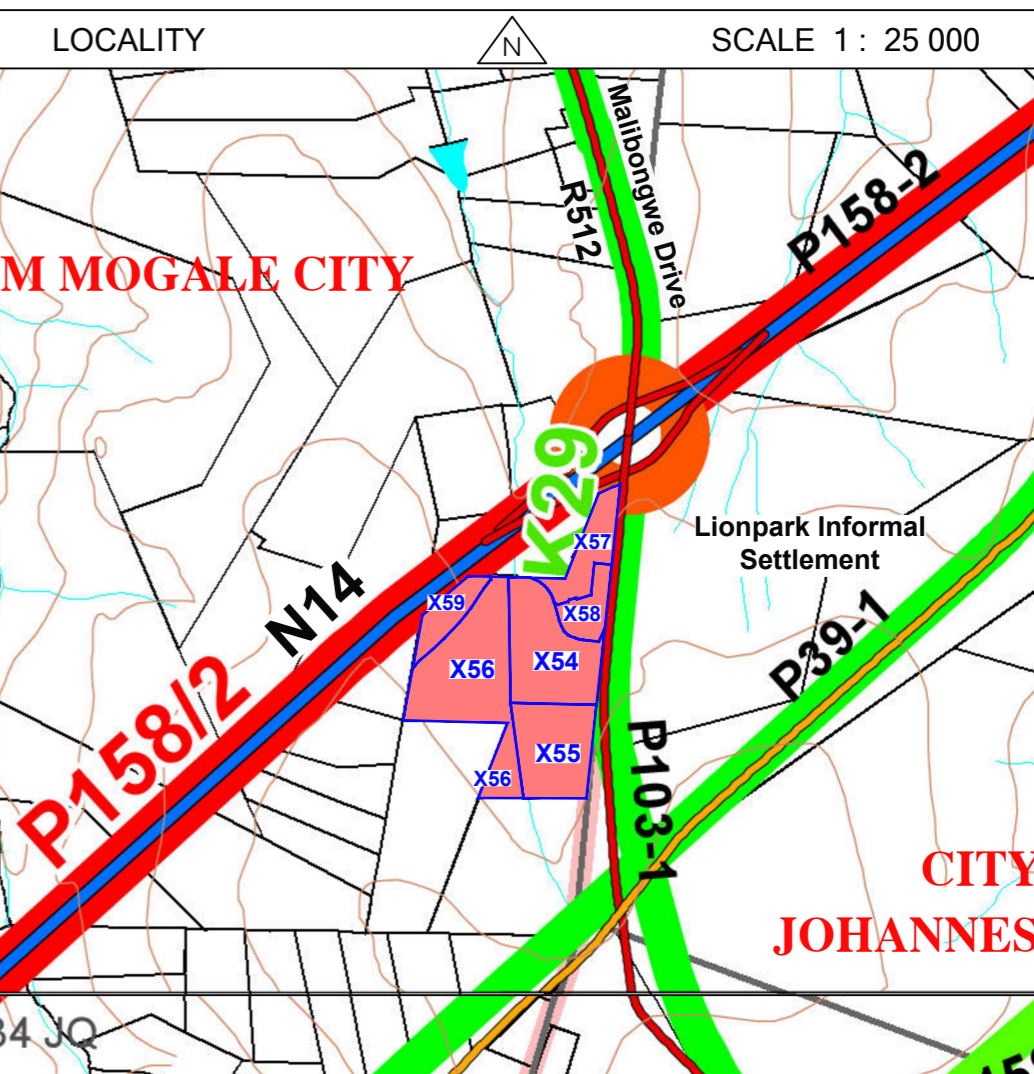 LOCALITY
N
SCALE 1 : 25 000
Malibongwe Drive
R512
P158-2
M MOGALE CITY
K29
Lionpark Informal
Settlement
X57
X59
X58
N14
X56
X54
P39-1
P158/2
X55
X56
P103-1
CITY
JOHANNES
34 JQ